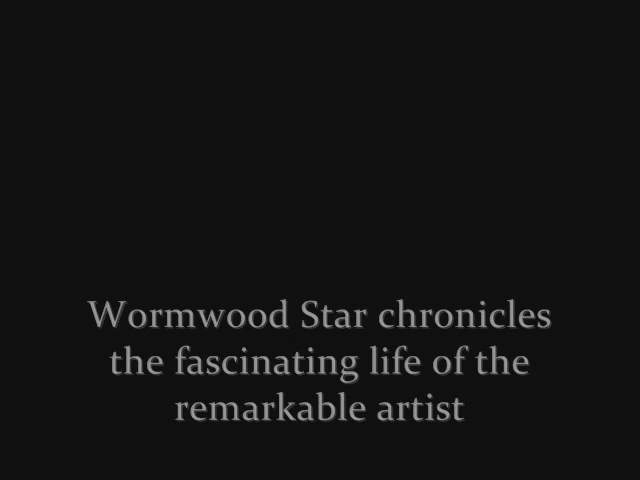 Wormwood Star chronicles
the fascinating life of the
remarkable artist